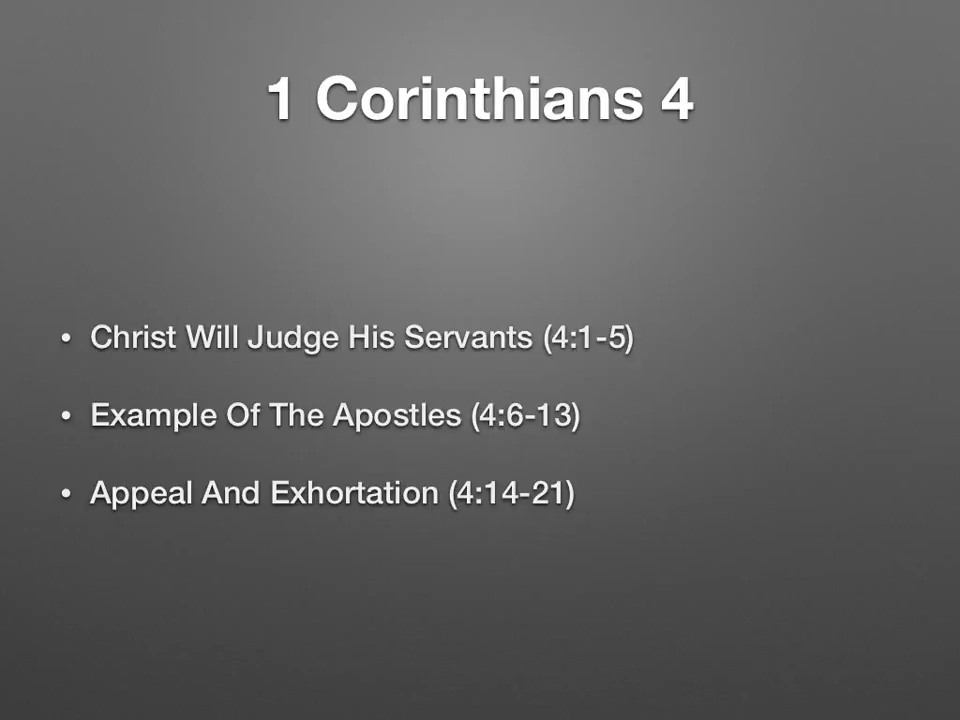 1 Corinthians 4
• Christ Will Judge His Servants (4:1-5)
• Example Of The Apostles (4:6-13)
• Appeal And Exhortation (4:14-21)